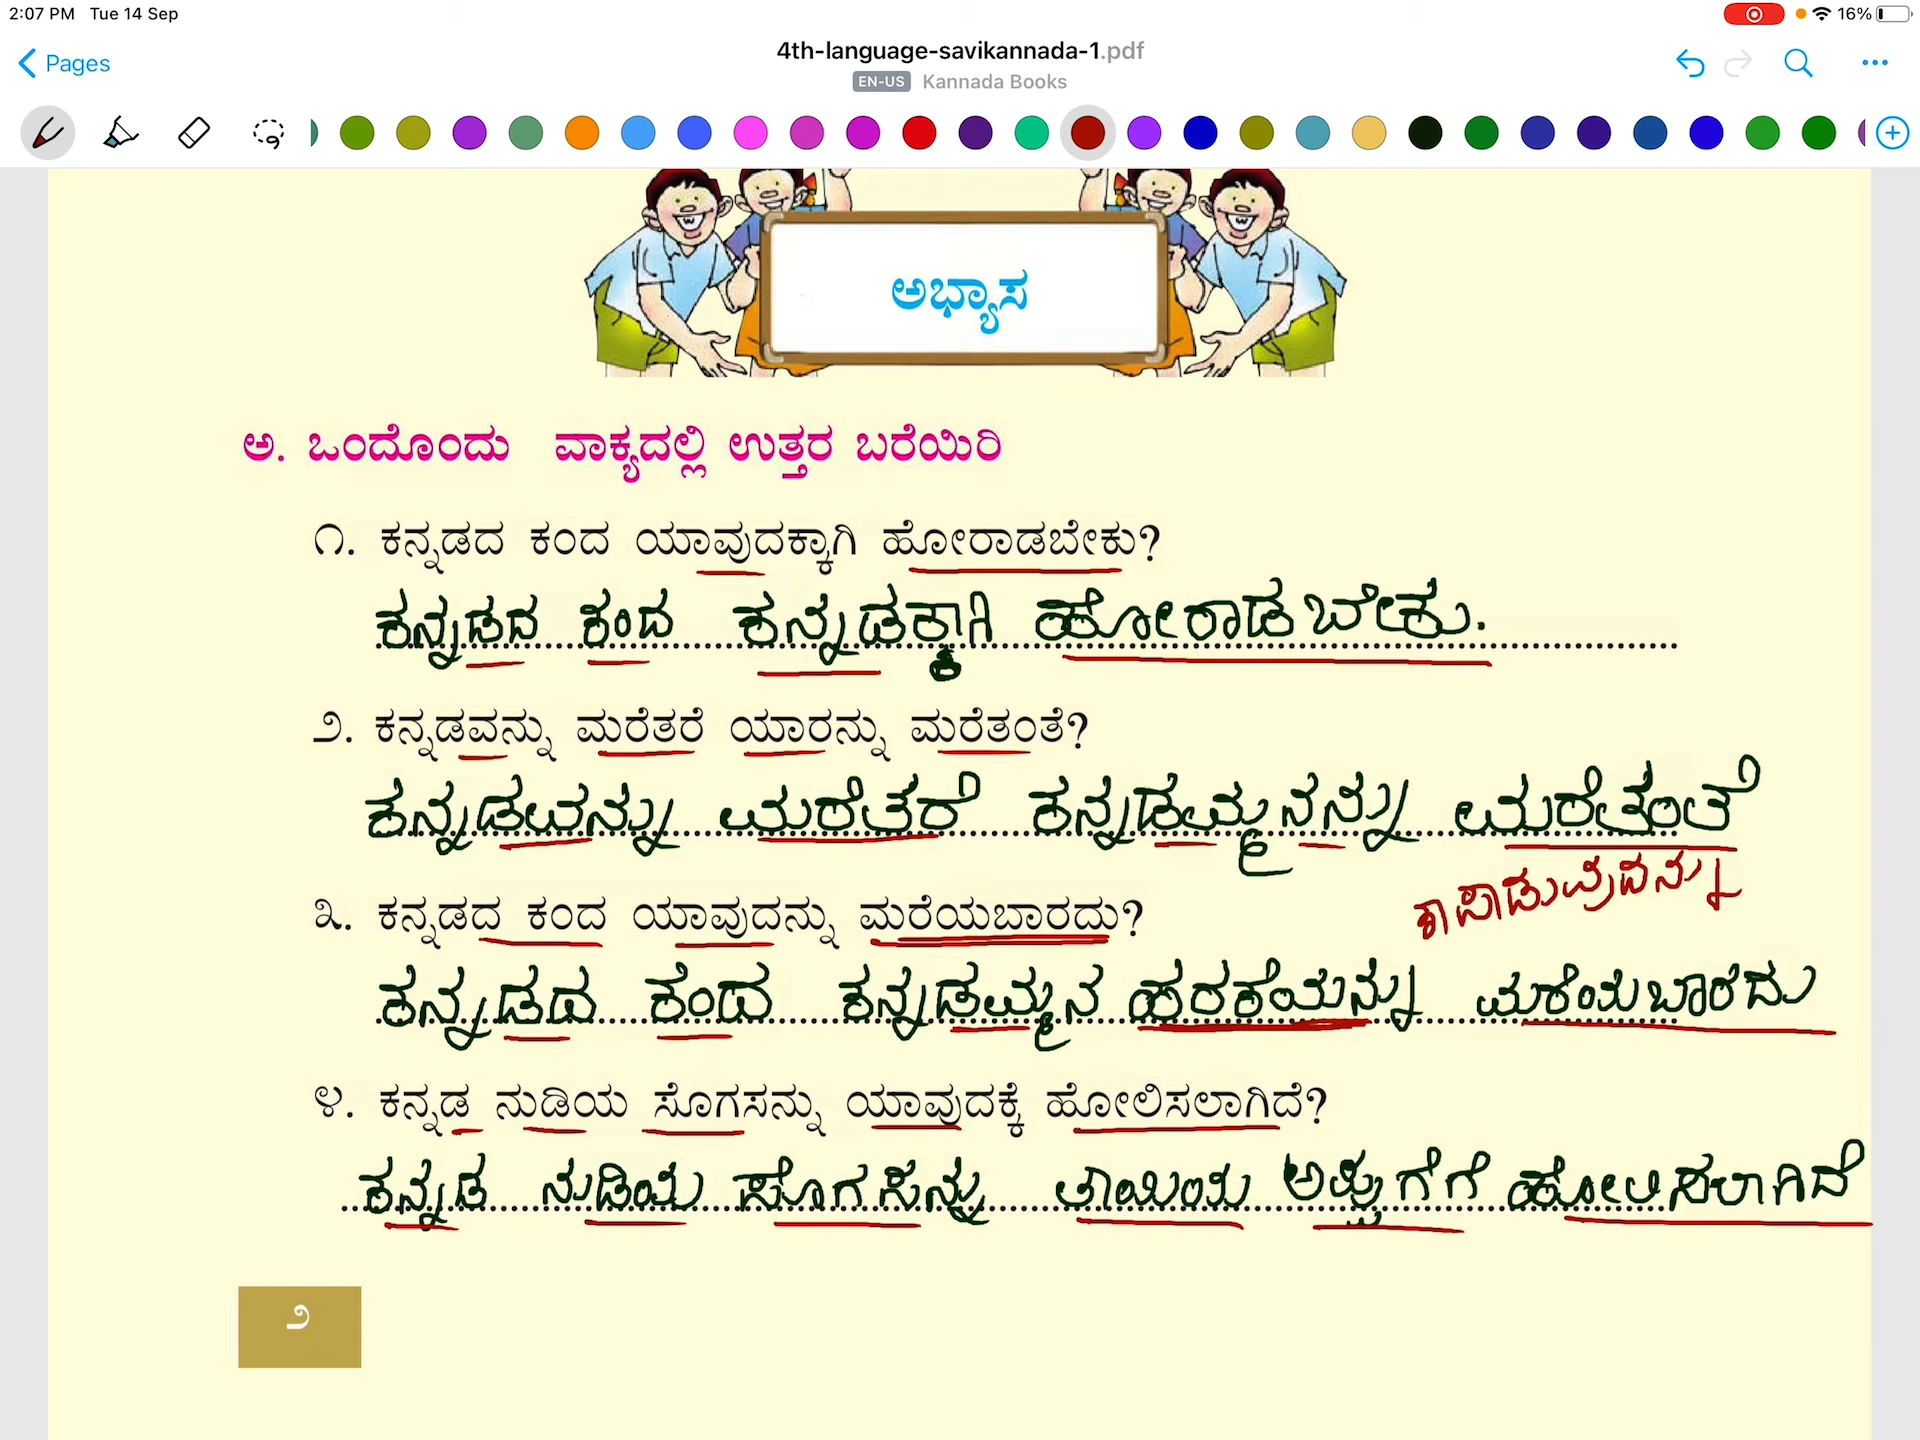 2:07 PM Tue 14 Sep 16%
Pages 4th-language-savikannada-1.pdf
EN-US Kannada Books
ಅಭ್ಯಾಸ
ಅ. ಒಂದೊಂದು ವಾಕ್ಯದಲ್ಲಿ ಉತ್ತರ ಬರೆಯಿರಿ
೧. ಕನ್ನಡದ ಕಂದ ಯಾವುದಕ್ಕಾಗಿ ಹೋರಾಡಬೇಕು?
ಕನ್ನಡದ ಕಂದ ಕನ್ನಡಕ್ಕಾಗಿ ಹೋರಾಡಬೇಕು.
೨. ಕನ್ನಡವನ್ನು ಮರೆತರೆ ಯಾರನ್ನು ಮರೆತಂತೆ?
ಕನ್ನಡವನ್ನು ಮರೆತರೆ ಕನ್ನಡಮ್ಮನನ್ನು ಮರೆತಂತೆ
ಕಾಪಾಡುವುದನ್ನು
೩. ಕನ್ನಡದ ಕಂದ ಯಾವುದನ್ನು ಮರೆಯಬಾರದು?
ಕನ್ನಡದ ಕಂದ ಕನ್ನಡಮ್ಮನ ಹರಕೆಯನ್ನು ಮರೆಯಬಾರದು
೪. ಕನ್ನಡ ನುಡಿಯ ಸೊಗಸನ್ನು ಯಾವುದಕ್ಕೆ ಹೋಲಿಸಲಾಗಿದೆ?
ಕನ್ನಡ ನುಡಿಯ ಸೊಗಸನ್ನು ತಾಯಿಯ ಅಪ್ಪುಗೆಗೆ ಹೋಲಿಸಲಾಗಿದೆ
೨